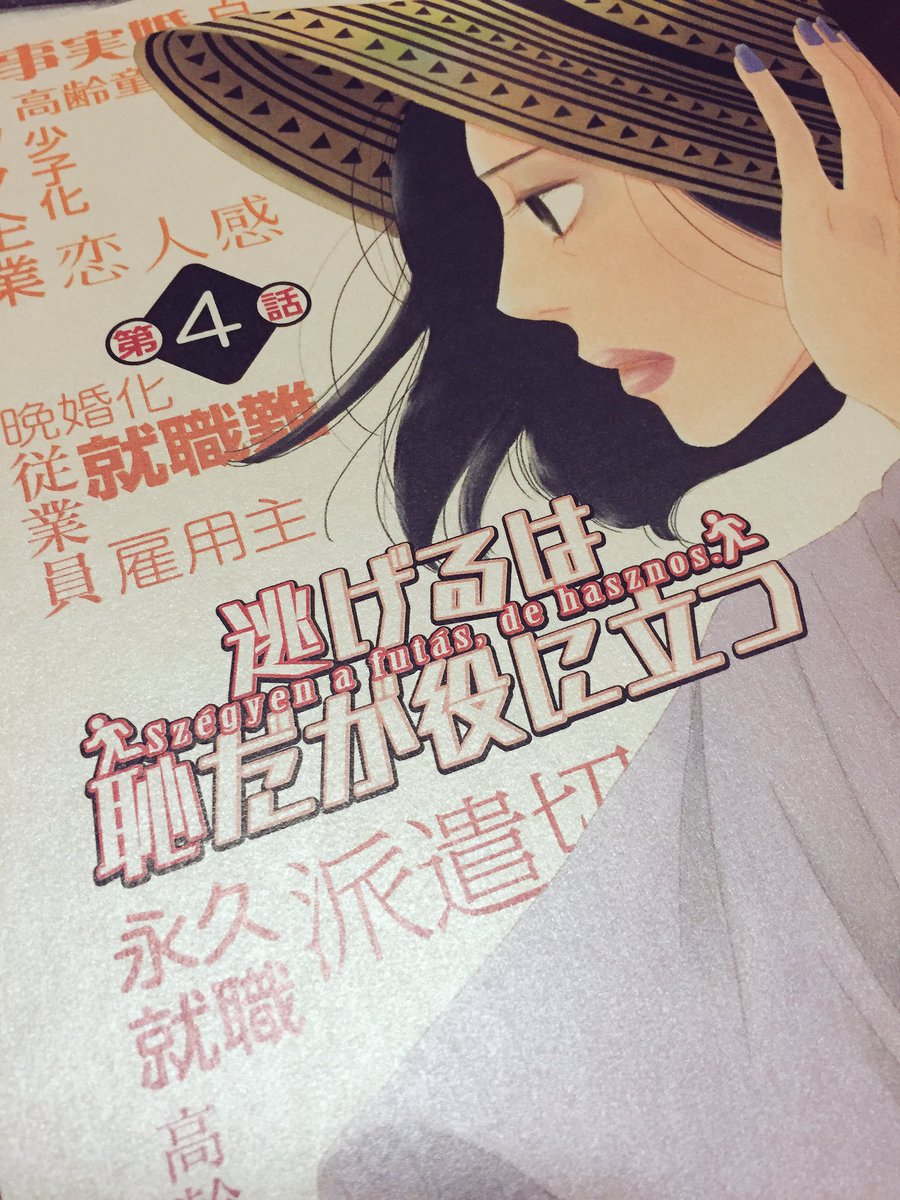 事実婚
高齢童
少子化
恋人感
第4話
晩婚化
就職難
従業員
雇用主
逃げるは
Szégyen a futás, de hasznos.
恥だが役に立つ
派遣切
永久
就職
高齢